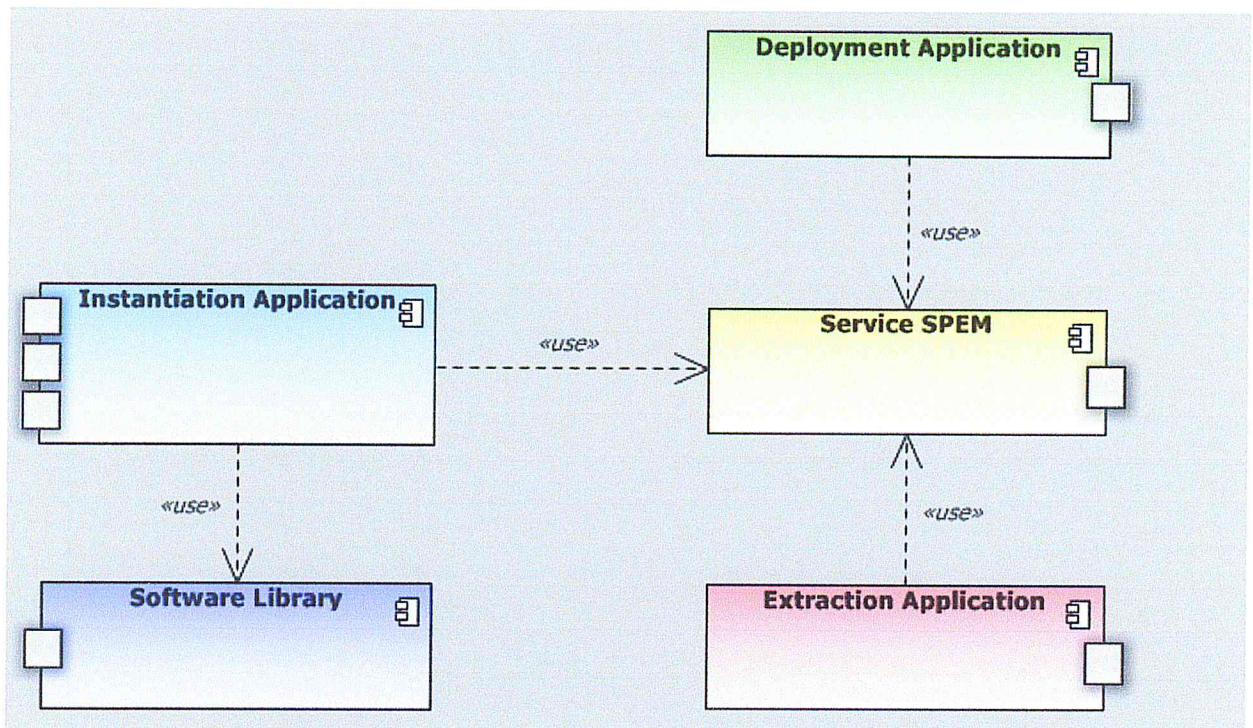 Deployment Application
«use»
Instantiation Application
«use»
Service SPEM
«use»
«use»
Software Library
Extraction Application